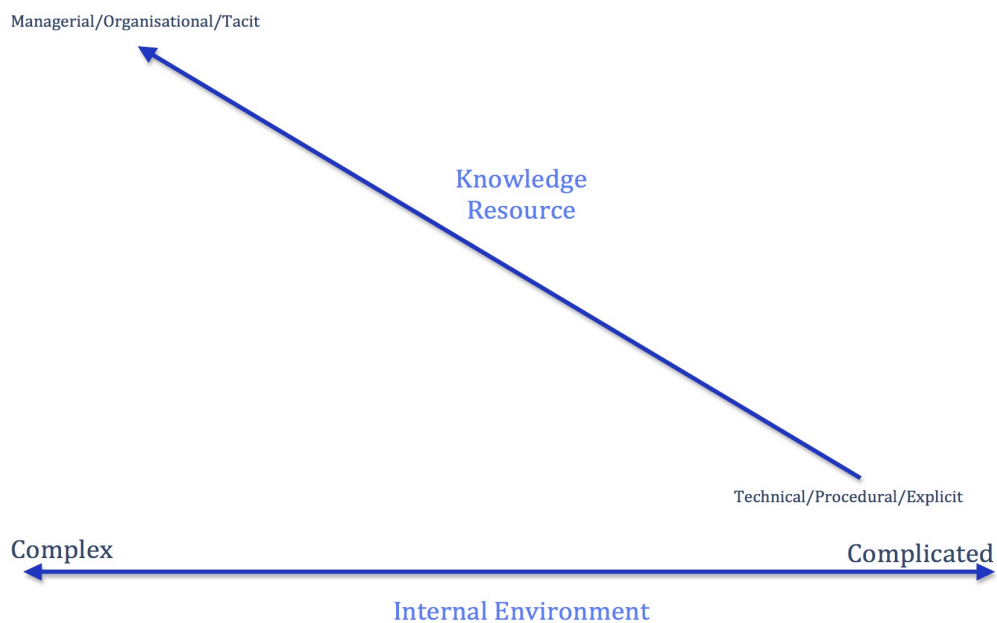 Managerial/Organisational/Tacit
Knowledge
Resource
Technical/Procedural/Explicit
Complex
Complicated
Internal Environment